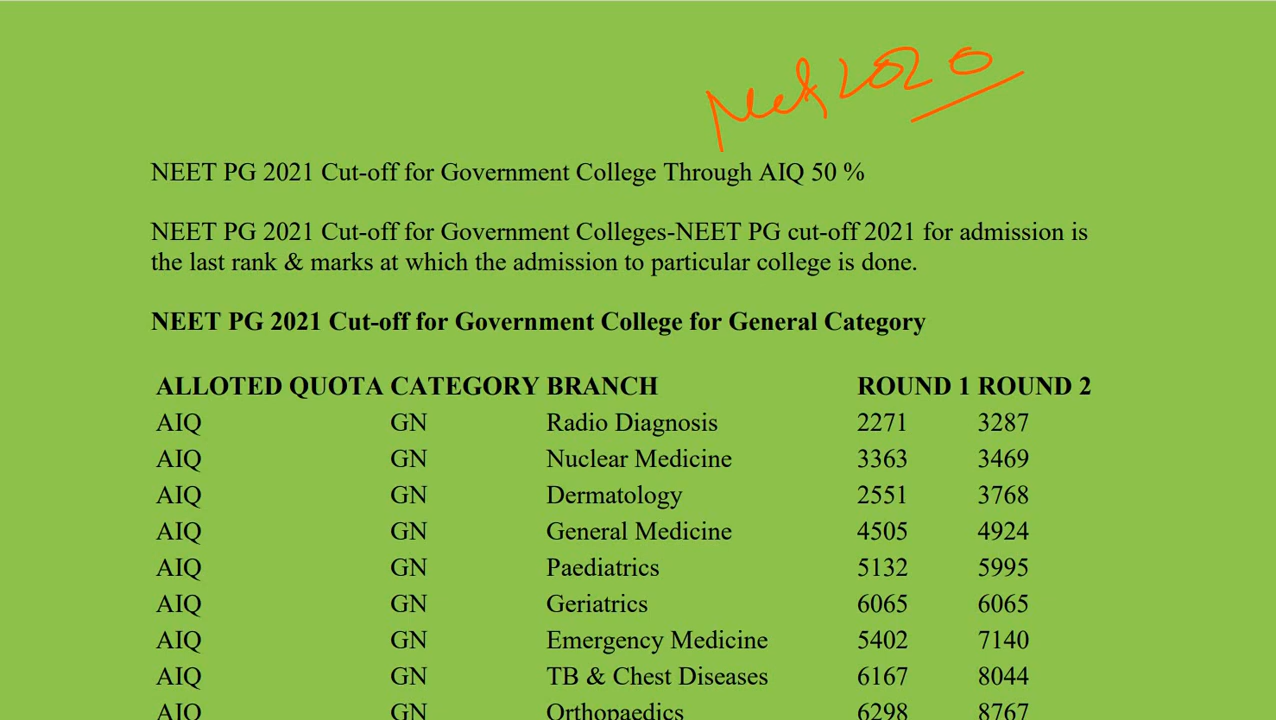 Neet 2020
NEET PG 2021 Cut-off for Government College Through AIQ 50 %
NEET PG 2021 Cut-off for Government Colleges-NEET PG cut-off 2021 for admission is
the last rank & marks at which the admission to particular college is done.
NEET PG 2021 Cut-off for Government College for General Category
ALLOTED QUOTA CATEGORY BRANCH ROUND 1 ROUND 2
AIQ GN Radio Diagnosis 2271 3287
AIQ GN Nuclear Medicine 3363 3469
AIQ GN Dermatology 2551 3768
AIQ GN General Medicine 4505 4924
AIQ GN Paediatrics 5132 5995
AIQ GN Geriatrics 6065 6065
AIQ GN Emergency Medicine 5402 7140
AIQ GN TB & Chest Diseases 6167 8044
AIQ GN Orthopaedics 6298 8767